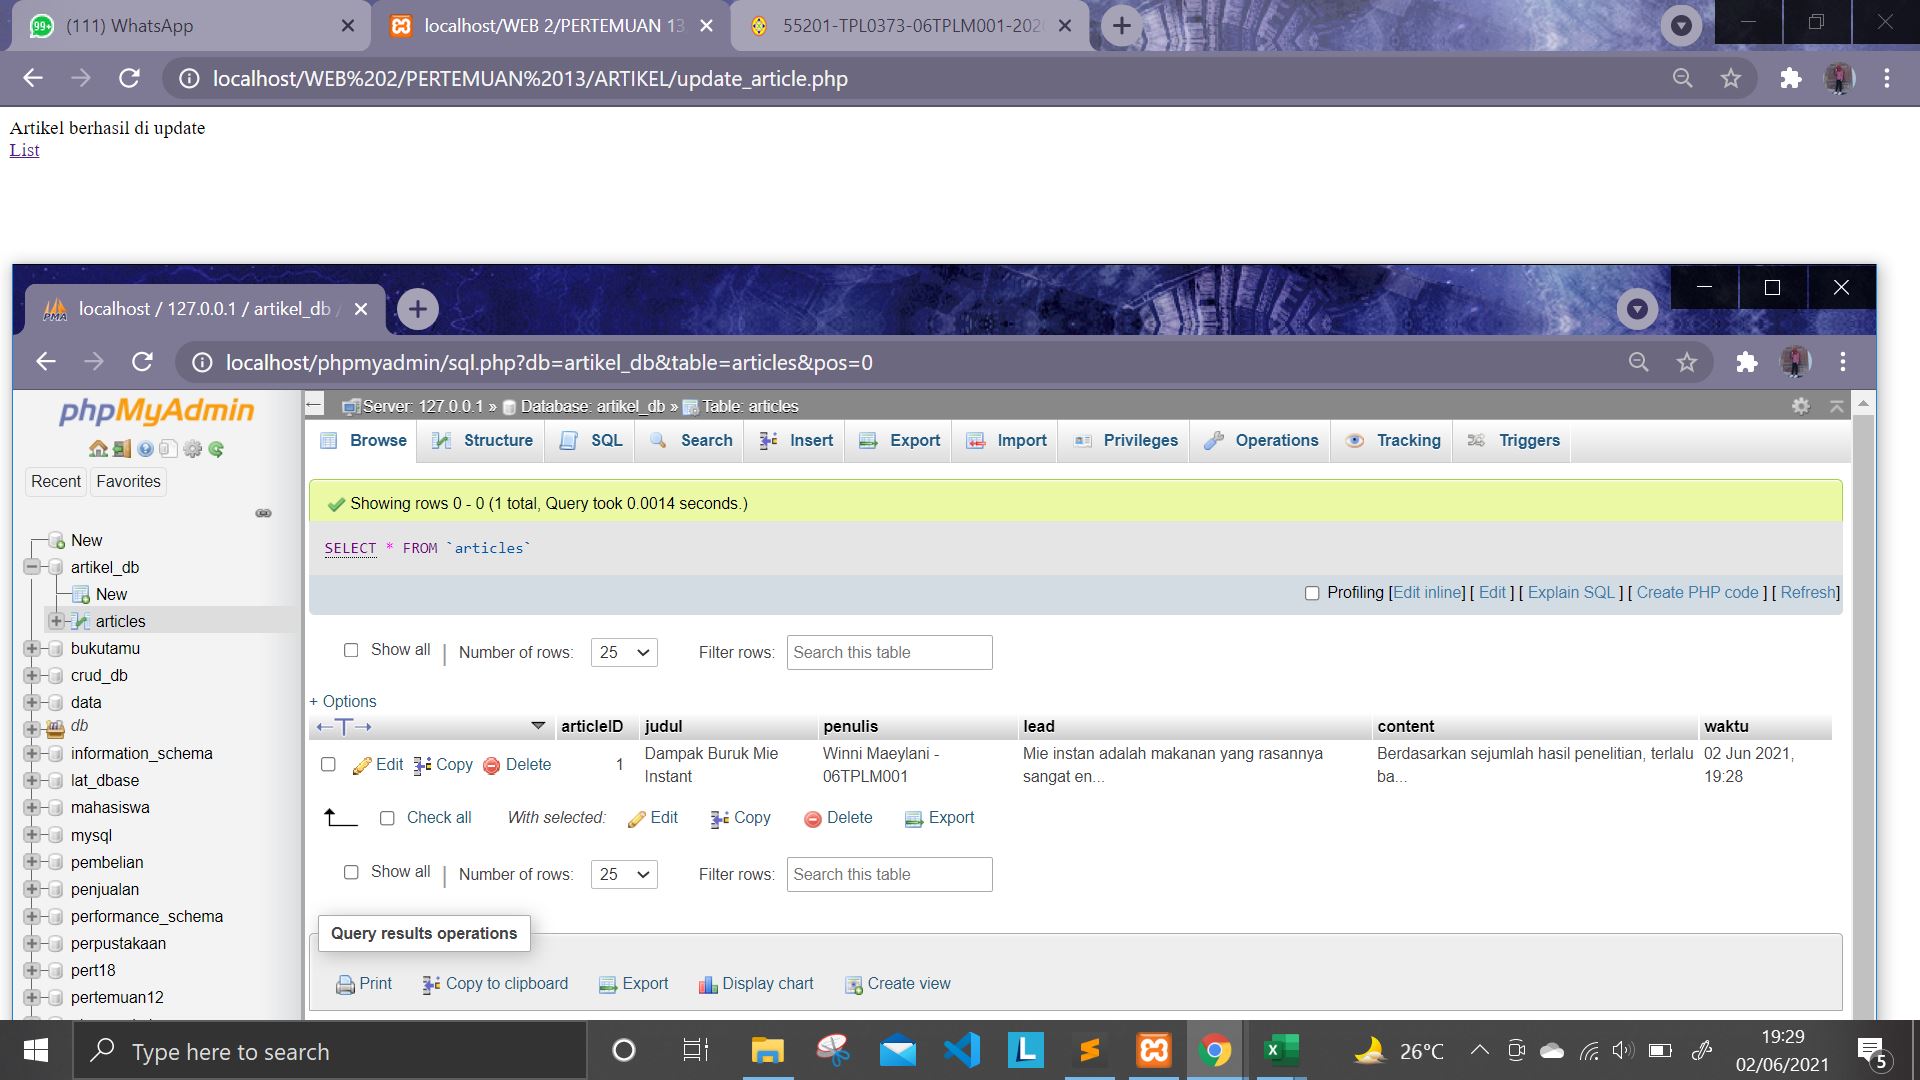 (111) WhatsApp
localhost/WEB 2/PERTEMUAN 13
55201-TPL0373-06TPLM001-202
localhost/WEB%202/PERTEMUAN%2013/ARTIKEL/update_article.php
Artikel berhasil di update
List
localhost / 127.0.0.1 / artikel_db /
localhost/phpmyadmin/sql.php?db=artikel_db&table=articles&pos=0
phpMyAdmin
Recent Favorites
New
artikel_db
New
articles
bukutamu
crud_db
data
db
information_schema
lat_dbase
mahasiswa
mysql
pembelian
penjualan
performance_schema
perpustakaan
pert18
pertemuan12
Server: 127.0.0.1 » Database: artikel_db » Table: articles
Browse Structure SQL Search Insert Export Import Privileges Operations Tracking Triggers
Showing rows 0 - 0 (1 total, Query took 0.0014 seconds.)
SELECT * FROM `articles`
Profiling [Edit inline] [ Edit ] [ Explain SQL ] [ Create PHP code ] [ Refresh]
Show all | Number of rows: 25 Filter rows: Search this table
+ Options
←T→ articleID judul penulis lead content waktu
Edit Copy Delete 1 Dampak Buruk Mie Instant Winni Maeylani - 06TPLM001 Mie instan adalah makanan yang rasannya sangat en... Berdasarkan sejumlah hasil penelitian, terlalu ba... 02 Jun 2021, 19:28
Check all With selected: Edit Copy Delete Export
Show all | Number of rows: 25 Filter rows: Search this table
Query results operations
Print Copy to clipboard Export Display chart Create view
Type here to search
26°C
19:29
02/06/2021
5